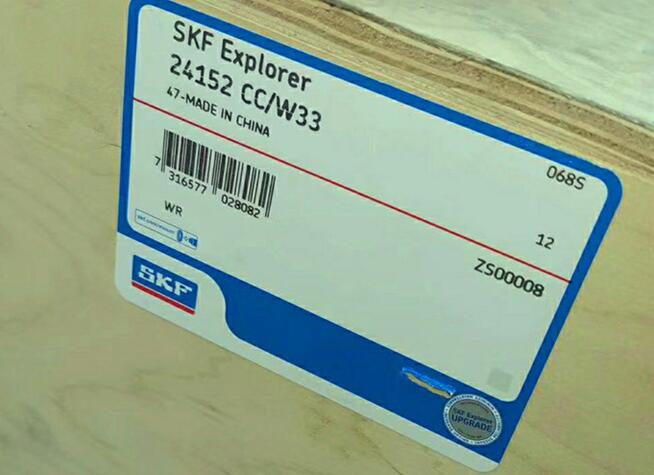 SKF Explorer
24152 CC/W33
47-MADE IN CHINA
068S
7 316577 028082
12
WR
ZS00008
SKF
SKF Explorer
UPGRADE